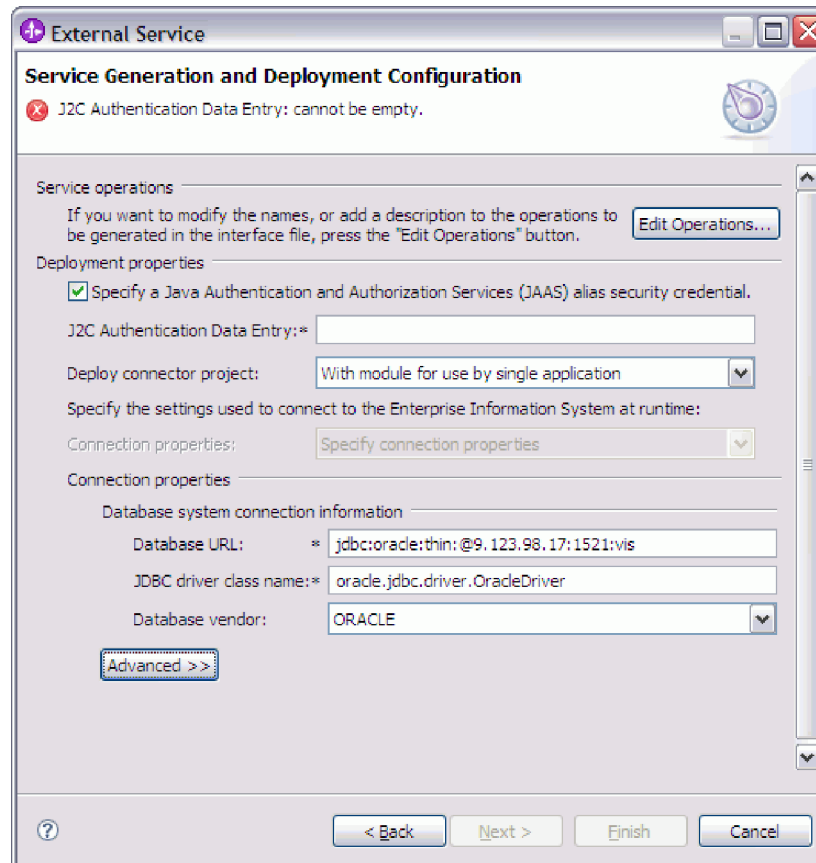 External Service
Service Generation and Deployment Configuration
J2C Authentication Data Entry: cannot be empty.
Service operations
If you want to modify the names, or add a description to the operations to
be generated in the interface file, press the "Edit Operations" button.
Edit Operations...
Deployment properties
Specify a Java Authentication and Authorization Services (JAAS) alias security credential.
J2C Authentication Data Entry:*
Deploy connector project: With module for use by single application
Specify the settings used to connect to the Enterprise Information System at runtime:
Connection properties: Specify connection properties
Connection properties
Database system connection information
Database URL: * jdbc:oracle:thin:@9.123.98.17:1521:vis
JDBC driver class name:* oracle.jdbc.driver.OracleDriver
Database vendor: ORACLE
Advanced >>
? < Back Next > Finish Cancel